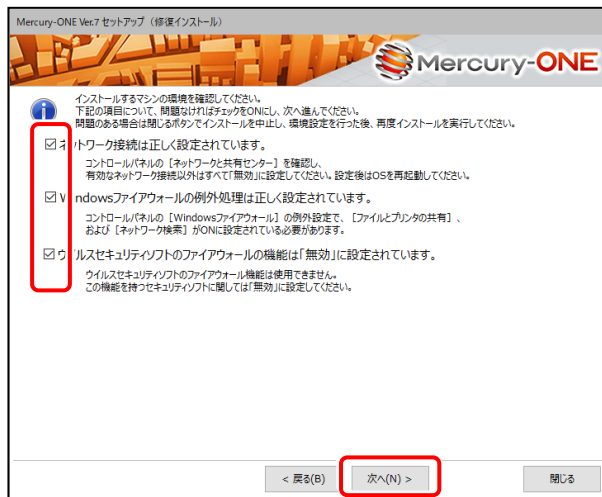 Mercury-ONE Ver.7 セットアップ（修復インストール）
Mercury-ONE
インストールするマシンの環境を確認してください。
下記の項目について、問題なければチェックをONにし、次へ進んでください。
問題のある場合は閉じるボタンでインストールを中止し、環境設定を行った後、再度インストールを実行してください。
ネットワーク接続は正しく設定されています。
コントロールパネルの［ネットワークと共有センター］を確認し、
有効なネットワーク接続以外はすべて「無効」に設定してください。設定後はOSを再起動してください。
Windowsファイアウォールの例外処理は正しく設定されています。
コントロールパネルの［Windowsファイアウォール］の例外設定で、［ファイルとプリンタの共有］、
および［ネットワーク検索］がONに設定されている必要があります。
ウイルスセキュリティソフトのファイアウォールの機能は「無効」に設定されています。
ウイルスセキュリティソフトのファイアウォール機能は使用できません。
この機能を持つセキュリティソフトに関しては「無効」に設定してください。
< 戻る(B) 次へ(N) > 閉じる